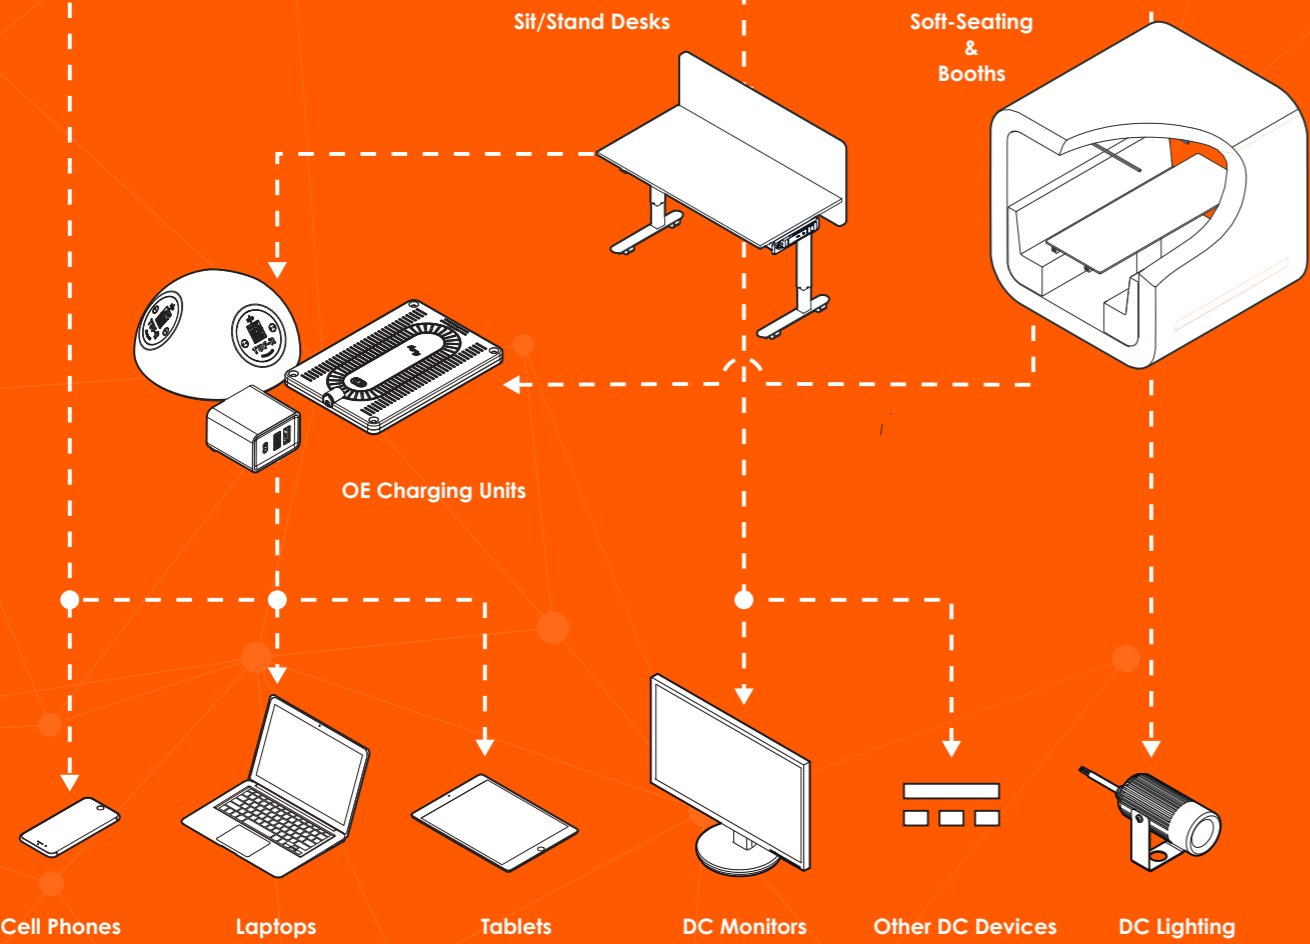 Sit/Stand Desks
Soft-Seating
&
Booths
OE Charging Units
Cell Phones
Laptops
Tablets
DC Monitors
Other DC Devices
DC Lighting